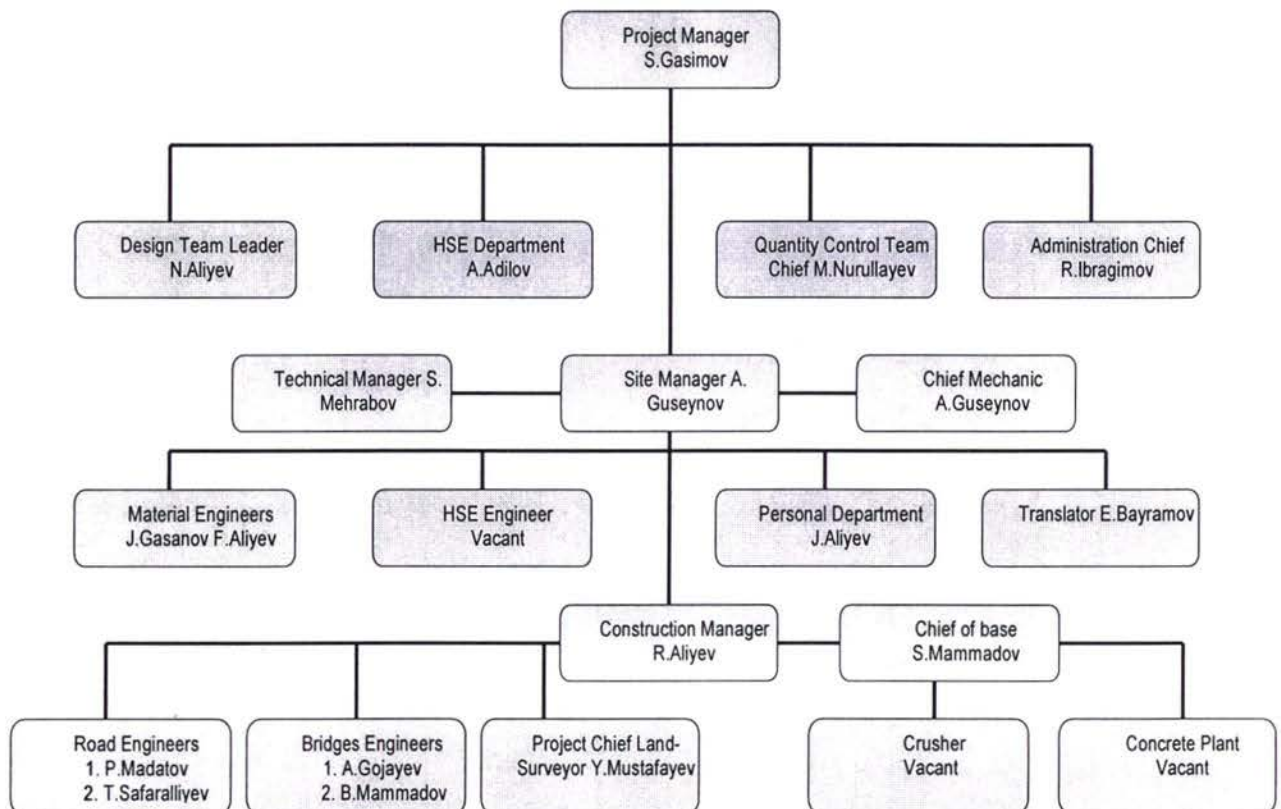 Project Manager
S.Gasimov
Design Team Leader
N.Aliyev
HSE Department
A.Adilov
Quantity Control Team
Chief M.Nurullayev
Administration Chief
R.Ibragimov
Technical Manager S.
Mehrabov
Site Manager A.
Guseynov
Chief Mechanic
A.Guseynov
Material Engineers
J.Gasanov F.Aliyev
HSE Engineer
Vacant
Personal Department
J.Aliyev
Translator E.Bayramov
Construction Manager
R.Aliyev
Chief of base
S.Mammadov
Road Engineers
1. P.Madatov
2. T.Safaralliyev
Bridges Engineers
1. A.Gojayev
2. B.Mammadov
Project Chief Land-
Surveyor Y.Mustafayev
Crusher
Vacant
Concrete Plant
Vacant